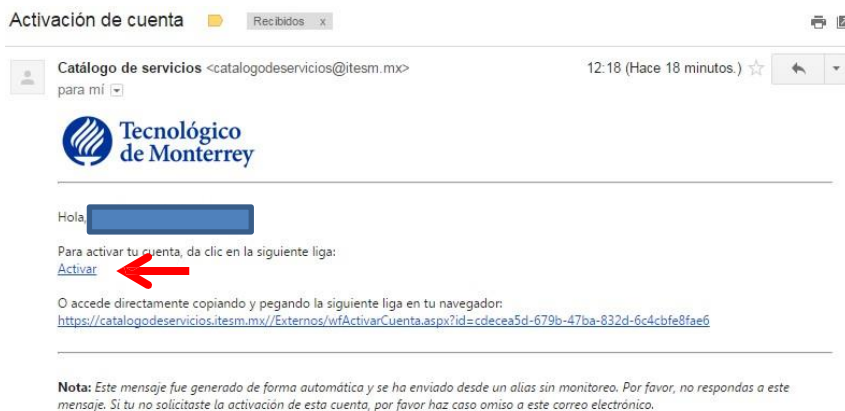 Activación de cuenta
Recibidos x
Catálogo de servicios <catalogodeservicios@itesm.mx>
12:18 (Hace 18 minutos.)
para mí
Tecnológico
de Monterrey
Hola,
Para activar tu cuenta, da clic en la siguiente liga:
Activar
O accede directamente copiando y pegando la siguiente liga en tu navegador:
https://catalogodeservicios.itesm.mx//Externos/wfActivarCuenta.aspx?id=cdecea5d-679b-47ba-832d-6c4cbfe8fae6
Nota: Este mensaje fue generado de forma automática y se ha enviado desde un alias sin monitoreo. Por favor, no respondas a este
mensaje. Si tu no solicitaste la activación de esta cuenta, por favor haz caso omiso a este correo electrónico.